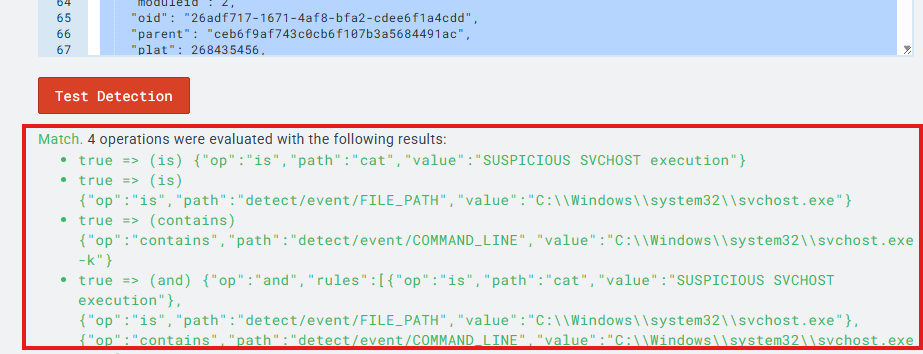 64 "moduleid": 2,
65 "oid": "26adf717-1671-4af8-bfa2-cdee6f1a4cdd",
66 "parent": "ceb6f9af743c0cb6f107b3a5684491ac",
67 "plat": 268435456,
Test Detection
Match. 4 operations were evaluated with the following results:
• true => (is) {"op":"is","path":"cat","value":"SUSPICIOUS SVCHOST execution"}
• true => (is)
{"op":"is","path":"detect/event/FILE_PATH","value":"C:\\Windows\\system32\\svchost.exe"}
• true => (contains)
{"op":"contains","path":"detect/event/COMMAND_LINE","value":"C:\\Windows\\system32\\svchost.exe
-k"}
• true => (and) {"op":"and","rules":[{"op":"is","path":"cat","value":"SUSPICIOUS SVCHOST
execution"},
{"op":"is","path":"detect/event/FILE_PATH","value":"C:\\Windows\\system32\\svchost.exe"},
{"op":"contains","path":"detect/event/COMMAND_LINE","value":"C:\\Windows\\system32\\svchost.exe